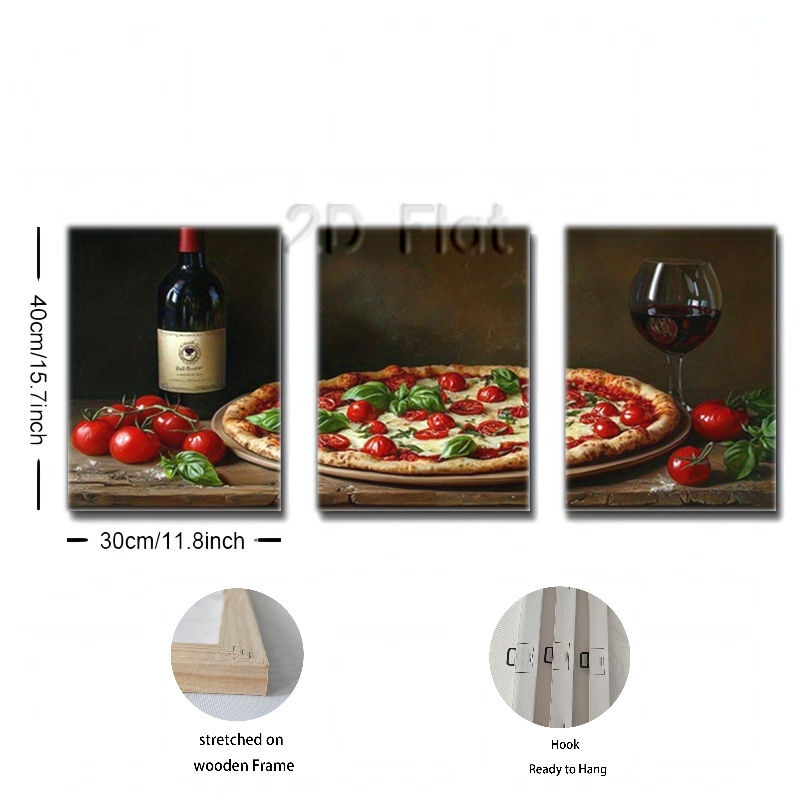 2D Flat
40cm/15.7inch
30cm/11.8inch
stretched on
wooden Frame
Hook
Ready to Hang